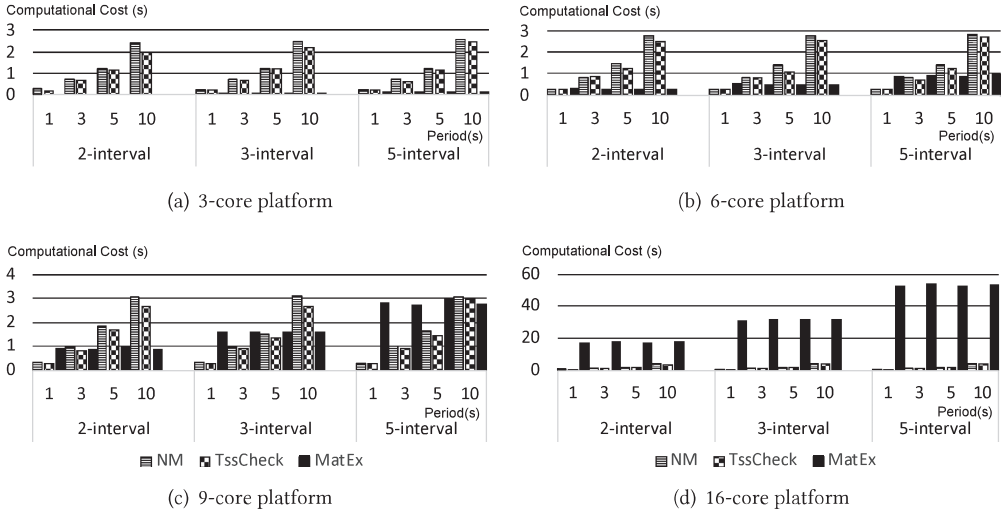 Computational Cost (s)
3
2
1
0
1 3 5 10 1 3 5 10 1 3 5 10
Period(s)
2-interval 3-interval 5-interval
(a) 3-core platform
Computational Cost (s)
3
2
1
0
1 3 5 10 1 3 5 10 1 3 5 10
Period(s)
2-interval 3-interval 5-interval
(b) 6-core platform
Computational Cost (s)
4
3
2
1
0
1 3 5 10 1 3 5 10 1 3 5 10
Period(s)
2-interval 3-interval 5-interval
NM TssCheck MatEx
(c) 9-core platform
Computational Cost (s)
60
40
20
0
1 3 5 10 1 3 5 10 1 3 5 10
Period(s)
2-interval 3-interval 5-interval
NM TssCheck MatEx
(d) 16-core platform